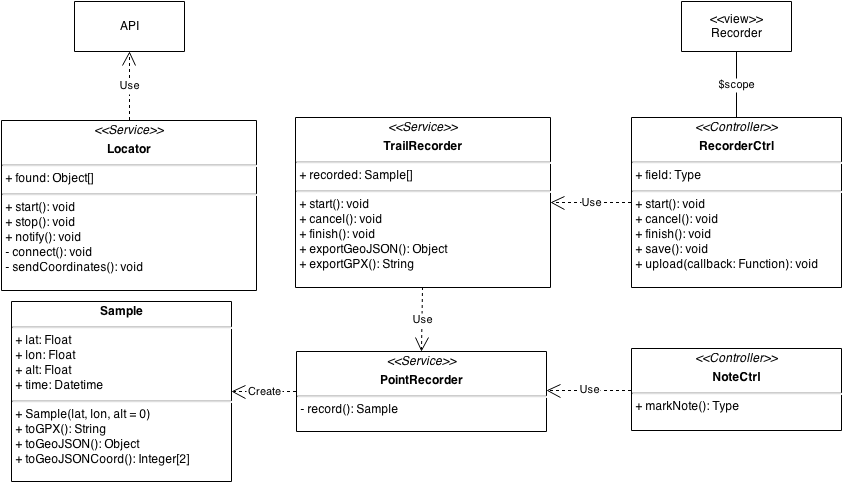 API
<<view>>
Recorder
Use
$scope
<<Service>>
Locator
+ found: Object[]
+ start(): void
+ stop(): void
+ notify(): void
- connect(): void
- sendCoordinates(): void
<<Service>>
TrailRecorder
+ recorded: Sample[]
+ start(): void
+ cancel(): void
+ finish(): void
+ exportGeoJSON(): Object
+ exportGPX(): String
Use
<<Controller>>
RecorderCtrl
+ field: Type
+ start(): void
+ cancel(): void
+ finish(): void
+ save(): void
+ upload(callback: Function): void
Sample
+ lat: Float
+ lon: Float
+ alt: Float
+ time: Datetime
+ Sample(lat, lon, alt = 0)
+ toGPX(): String
+ toGeoJSON(): Object
+ toGeoJSONCoord(): Integer[2]
Use
Create
<<Service>>
PointRecorder
- record(): Sample
Use
<<Controller>>
NoteCtrl
+ markNote(): Type